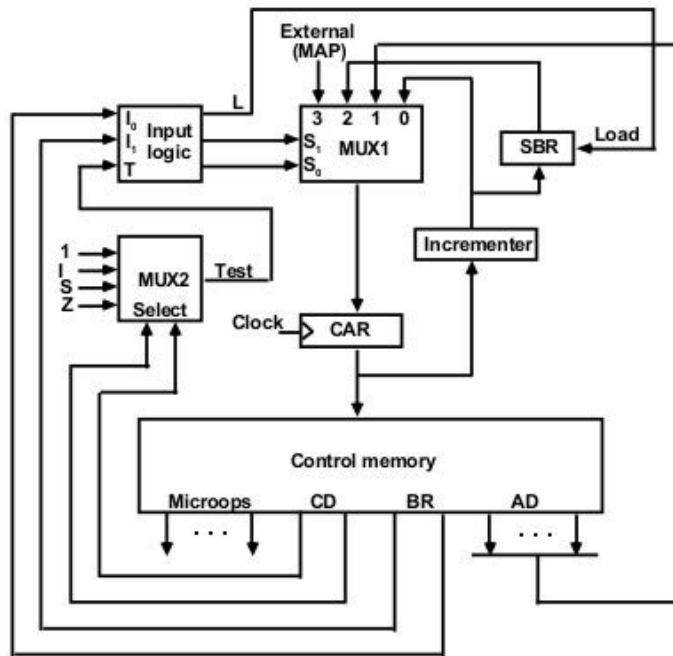 External
(MAP)
L
I0
I1
T
Input
logic
3 2 1 0
S1
S0
MUX1
SBR
Load
Incrementer
1
I
S
Z
MUX2
Select
Test
Clock
CAR
Control memory
Microops CD BR AD
. . . . . .